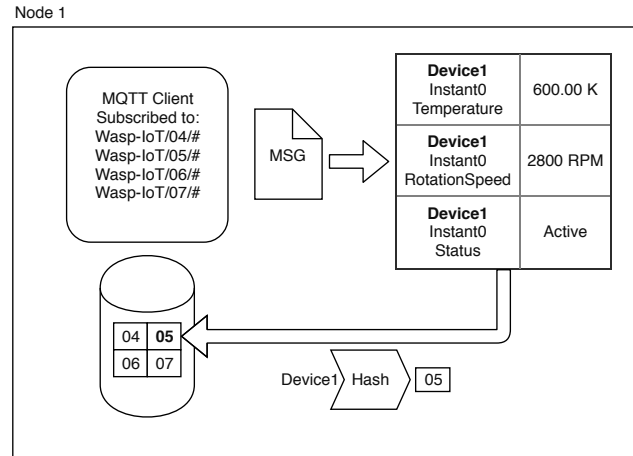 Node 1
MQTT Client
Subscribed to:
Wasp-IoT/04/#
Wasp-IoT/05/#
Wasp-IoT/06/#
Wasp-IoT/07/#
MSG
Device1
Instant0
Temperature
600.00 K
Device1
Instant0
RotationSpeed
2800 RPM
Device1
Instant0
Status
Active
04 05
06 07
Device1 Hash 05